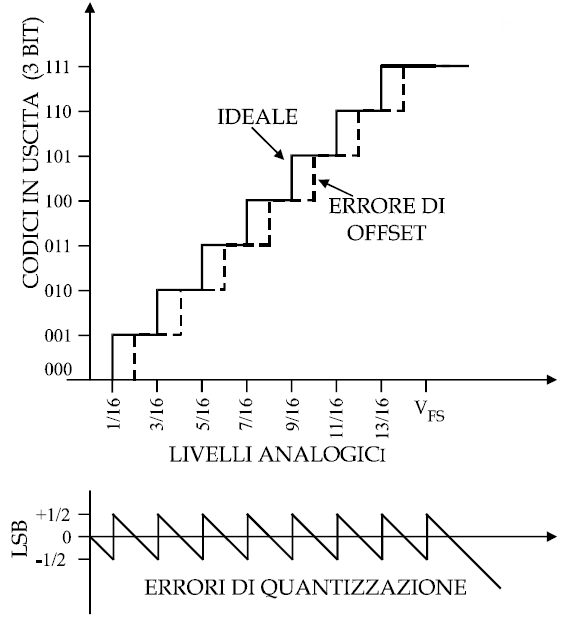 CODICI IN USCITA (3 BIT)
111
110
101
100
011
010
001
000
IDEALE
ERRORE DI
OFFSET
1/16
3/16
5/16
7/16
9/16
11/16
13/16
VFS
LIVELLI ANALOGICI
LSB
+1/2
0
-1/2
ERRORI DI QUANTIZZAZIONE